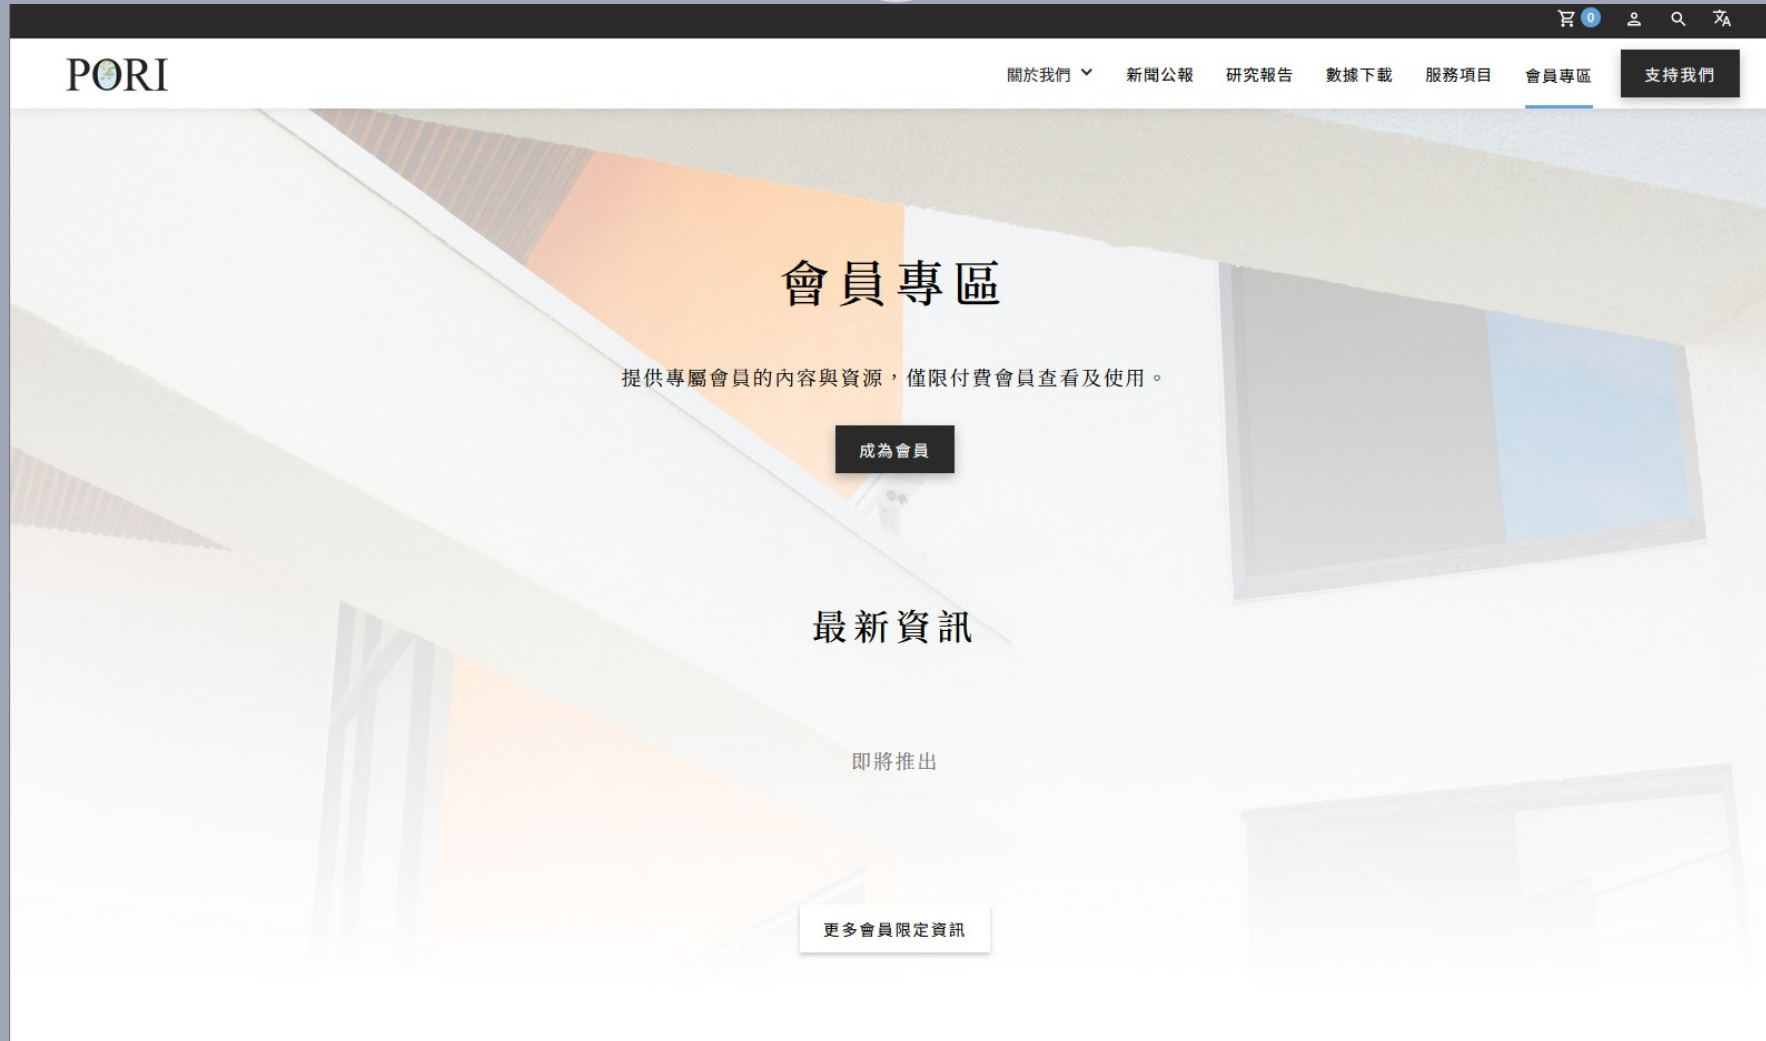 0
PORI
關於我們
新聞公報
研究報告
數據下載
服務項目
會員專區
支持我們
會員專區
提供專屬會員的內容與資源，僅限付費會員查看及使用。
成為會員
最新資訊
即將推出
更多會員限定資訊